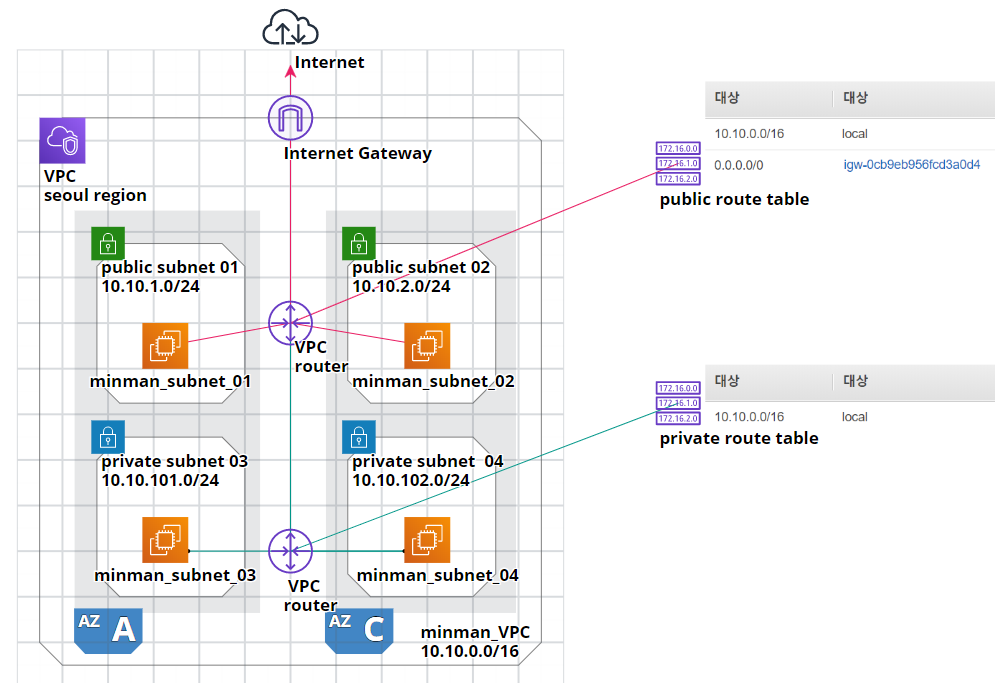 Internet
Internet Gateway
VPC
seoul region
public subnet 01
10.10.1.0/24
public subnet 02
10.10.2.0/24
VPC
router
minman_subnet_01
minman_subnet_02
private subnet 03
10.10.101.0/24
private subnet 04
10.10.102.0/24
minman_subnet_03
minman_subnet_04
VPC
router
AZ A
AZ C
minman_VPC
10.10.0.0/16
대상 대상
10.10.0.0/16 local
0.0.0.0/0 igw-0cb9eb956fcd3a0d4
172.16.0.0
172.16.1.0
172.16.2.0
public route table
대상 대상
10.10.0.0/16 local
172.16.0.0
172.16.1.0
172.16.2.0
private route table